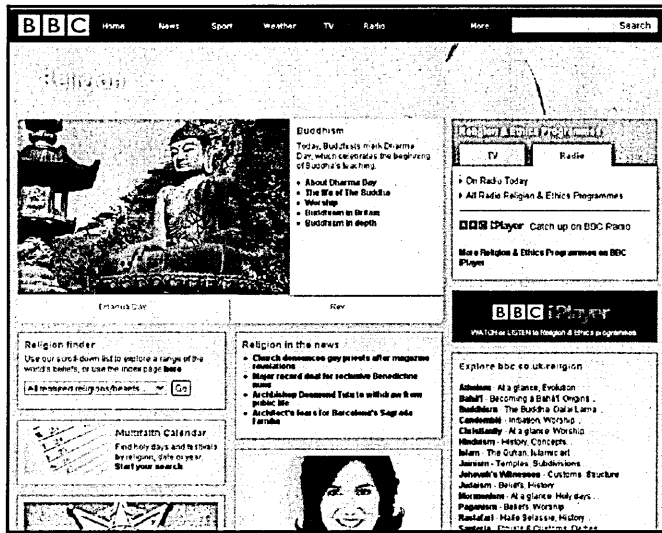 BBC Home News Sport Weather TV Radio More Search
Religion
Buddhism
Today, Buddhists mark Dharma
Day, which celebrates the beginning
of Buddha's teaching.
About Dharma Day
The life of The Buddha
Worship
Buddhism in Britain
Buddhism in depth
Dharma Day
Rev
Religion & Ethics Programmes
TV Radio
On Radio Today
All Radio Religion & Ethics Programmes
BBC iPlayer Catch up on BBC Radio
More Religion & Ethics Programmes on BBC
iPlayer
BBC iPlayer
WATCH or LISTEN to Religion & Ethics programmes
Religion finder
Use our scroll-down list to explore a range of the
world's beliefs, or use the index page here
All featured religions/beliefs... Go
Multifaith Calendar
Find holy days and festivals
by religion, date or year.
Start your search
Religion in the news
Church denounces gay priests after magazine
revelations
Major record deal for reclusive Benedictine
nuns
Archbishop Desmond Tutu to withdraw from
public life
Architect's fears for Barcelona's Sagrada
Familia
Explore bbc.co.uk/religion
Atheism - At a glance, Evolution
Bahá'í - Becoming a Bahá'í, Origins...
Buddhism - The Buddha, Dalai Lama...
Candomblé - Initiation, Worship...
Christianity - At a glance, Worship...
Hinduism - History, Concepts...
Islam - The Qur'an, Islamic art
Jainism - Temples, Subdivisions
Jehovah's Witnesses - Customs, Structure
Judaism - Beliefs, History
Mormonism - At a glance, Holy days...
Paganism - Beliefs, Worship
Rastafari - Haile Selassie, History...